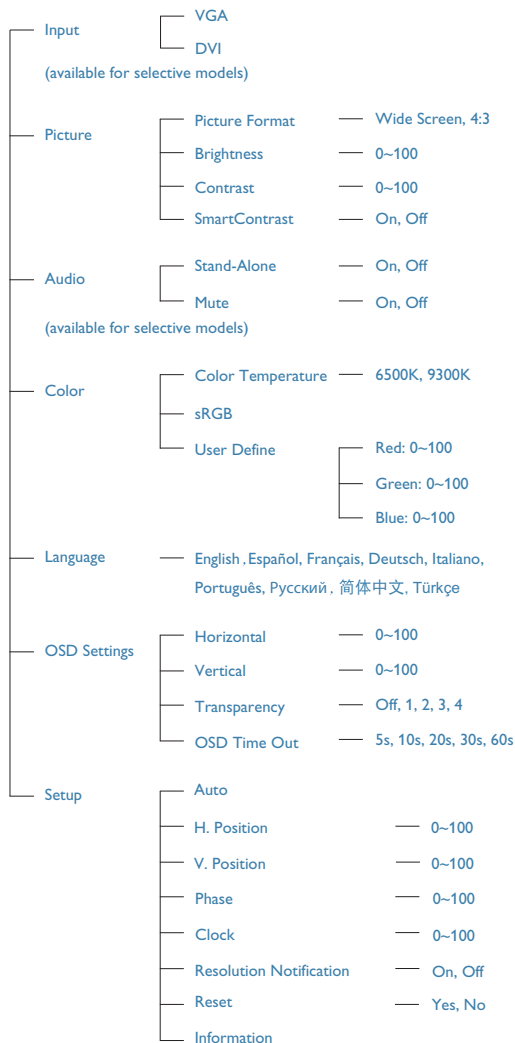 Input
VGA
DVI
(available for selective models)
Picture
Picture Format Wide Screen, 4:3
Brightness 0~100
Contrast 0~100
SmartContrast On, Off
Audio
Stand-Alone On, Off
Mute On, Off
(available for selective models)
Color
Color Temperature 6500K, 9300K
sRGB
User Define
Red: 0~100
Green: 0~100
Blue: 0~100
Language English , Español, Français, Deutsch, Italiano,
Português, Русский , 简体中文, Türkçe
OSD Settings
Horizontal 0~100
Vertical 0~100
Transparency Off, 1, 2, 3, 4
OSD Time Out 5s, 10s, 20s, 30s, 60s
Setup
Auto
H. Position 0~100
V. Position 0~100
Phase 0~100
Clock 0~100
Resolution Notification On, Off
Reset Yes, No
Information